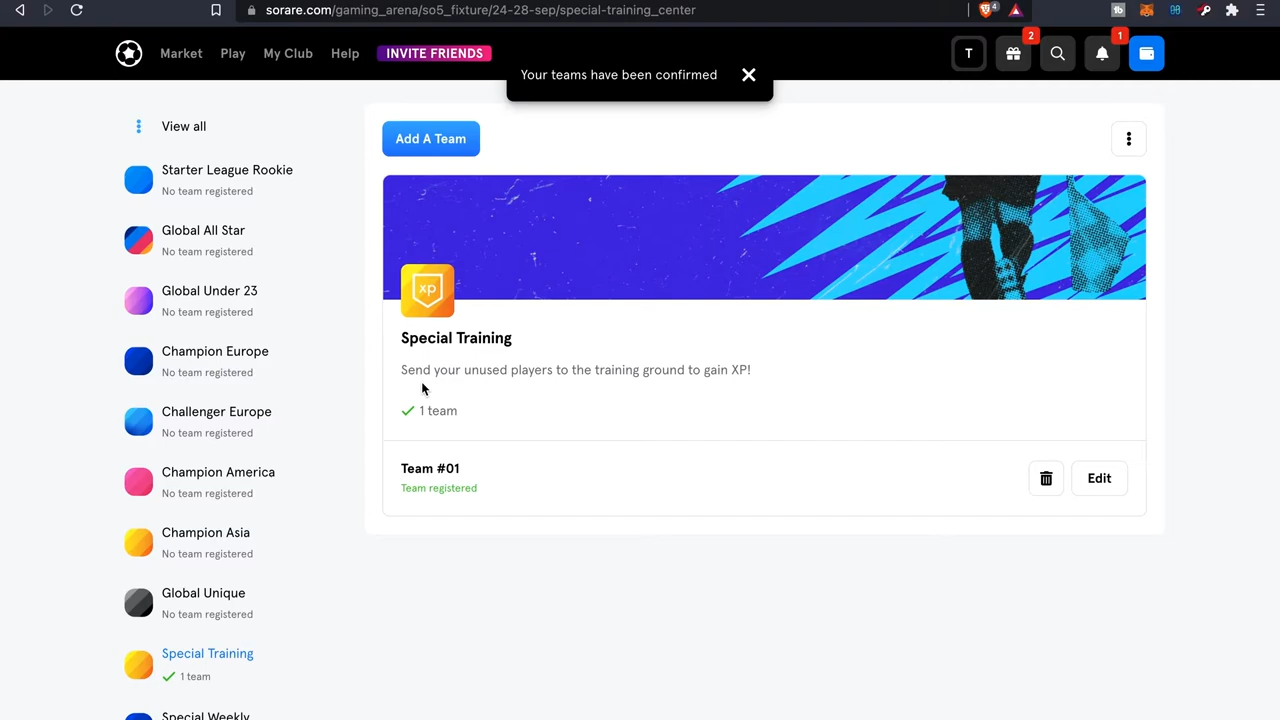 sorare.com/gaming_arena/so5_fixture/24-28-sep/special-training_center
4
Market Play My Club Help INVITE FRIENDS
T
2
1
Your teams have been confirmed
View all
Starter League Rookie
No team registered
Global All Star
No team registered
Global Under 23
No team registered
Champion Europe
No team registered
Challenger Europe
No team registered
Champion America
No team registered
Champion Asia
No team registered
Global Unique
No team registered
Special Training
1 team
Special Weekly
Add A Team
xp
Special Training
Send your unused players to the training ground to gain XP!
1 team
Team #01
Team registered
Edit